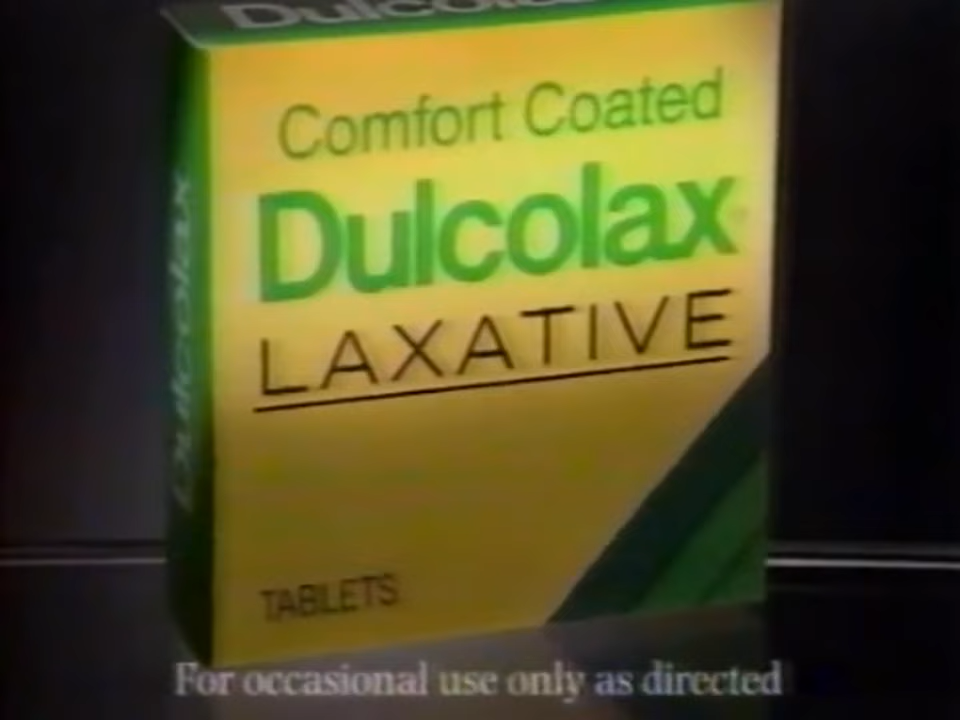 Dulcolax
Comfort Coated
Dulcolax
LAXATIVE
Dulcolax
TABLETS
For occasional use only as directed